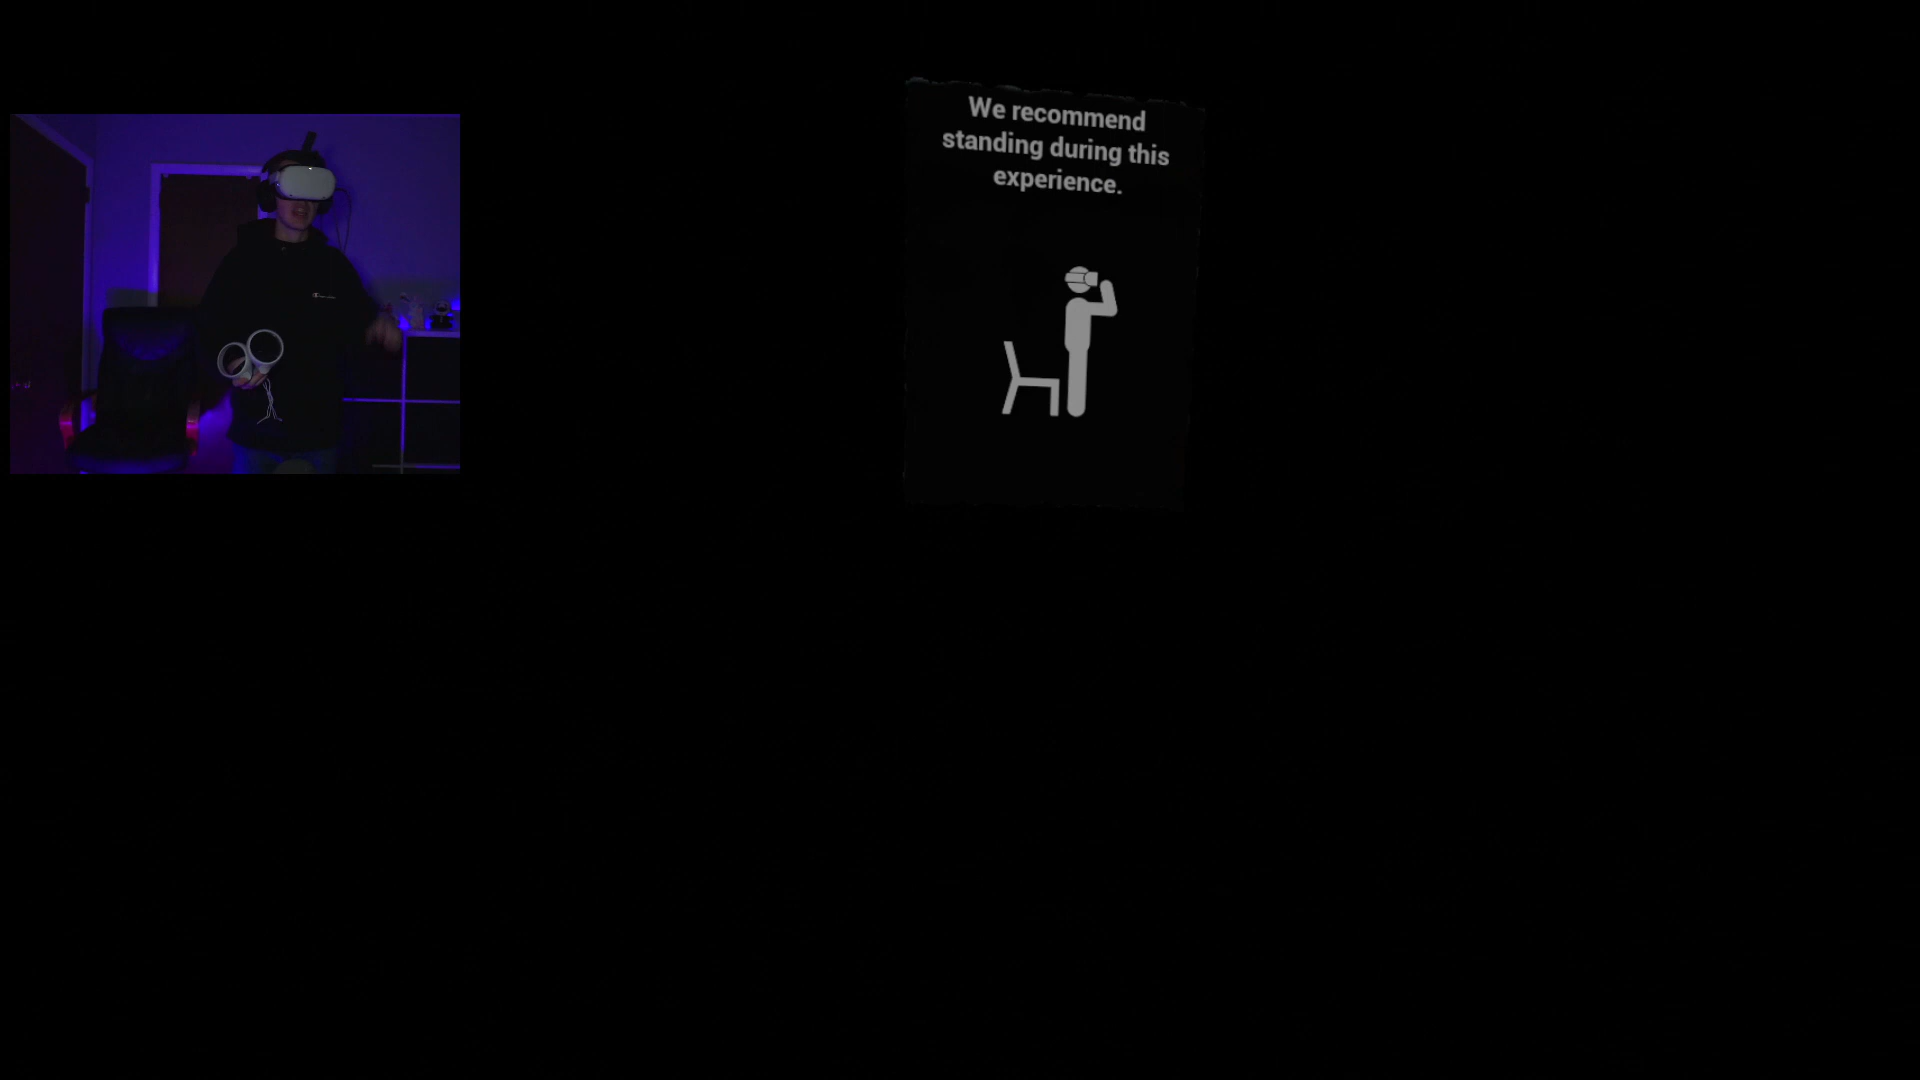 We recommend
standing during this
experience.